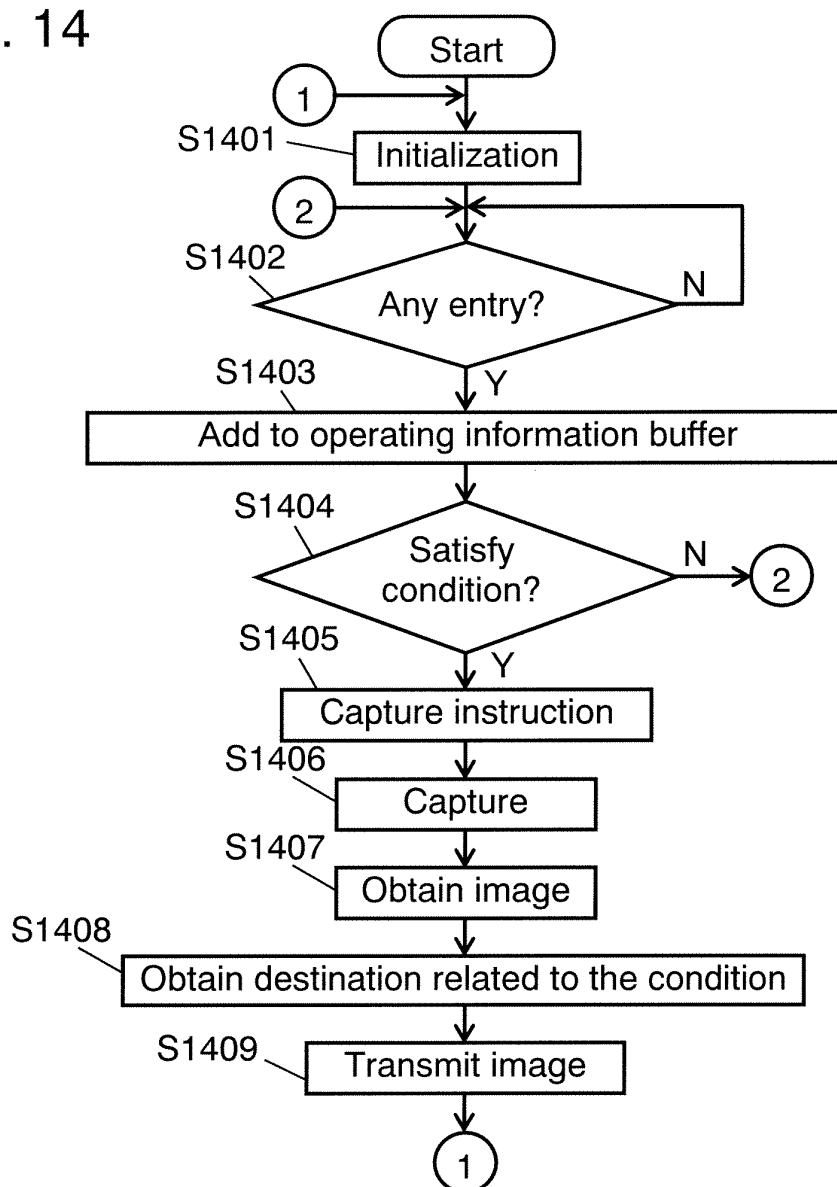 . 14
Start
1
S1401
Initialization
2
S1402
Any entry?
N
Y
S1403
Add to operating information buffer
S1404
Satisfy
condition?
N
2
Y
S1405
Capture instruction
S1406
Capture
S1407
Obtain image
S1408
Obtain destination related to the condition
S1409
Transmit image
1